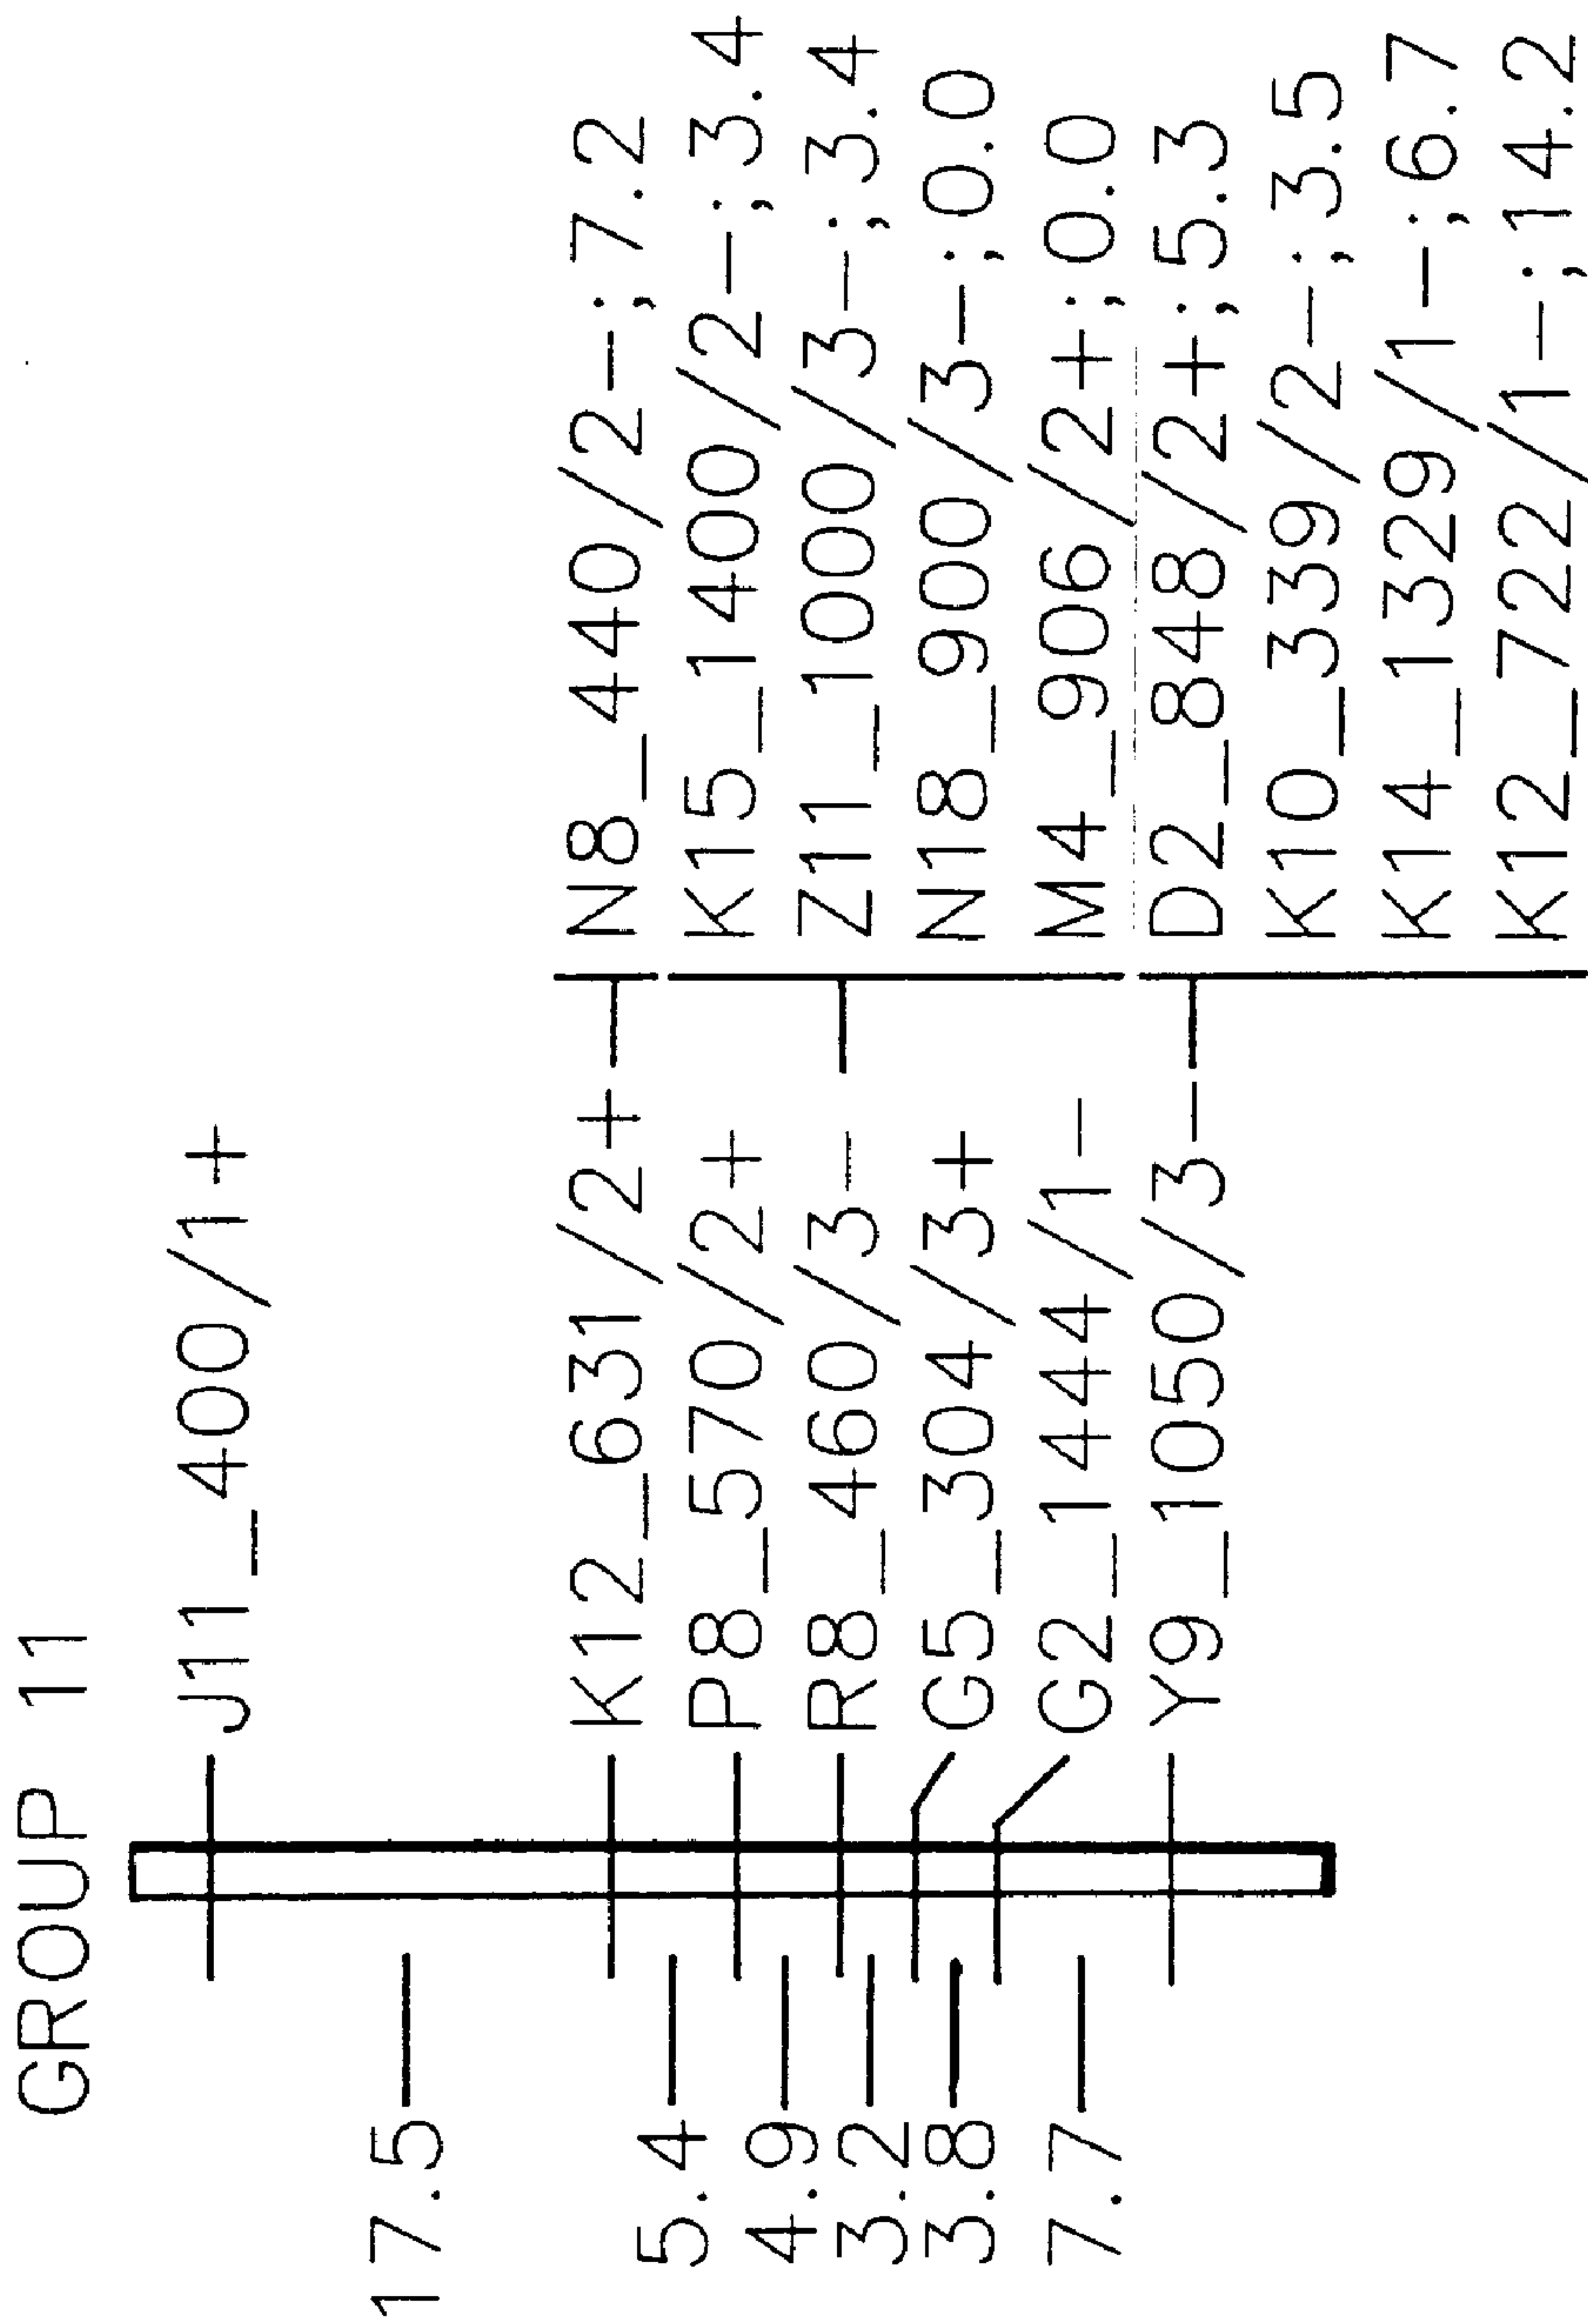 GROUP 11
J11_400/1+
17.5
K12_631/2+ N8_440/2-;7.2
5.4
P8_570/2+ K15_1400/2-;3.4
4.9
R8_460/3- Z11_1000/3-;3.4
3.2
G5_304/3+ N18_900/3-;0.0
3.8
G2_1444/1- M4_906/2+;0.0
7.7
Y9_1050/3- D2_848/2+;5.3
K10_339/2-;3.5
K14_1329/1-;6.7
K12_722/1-;14.2